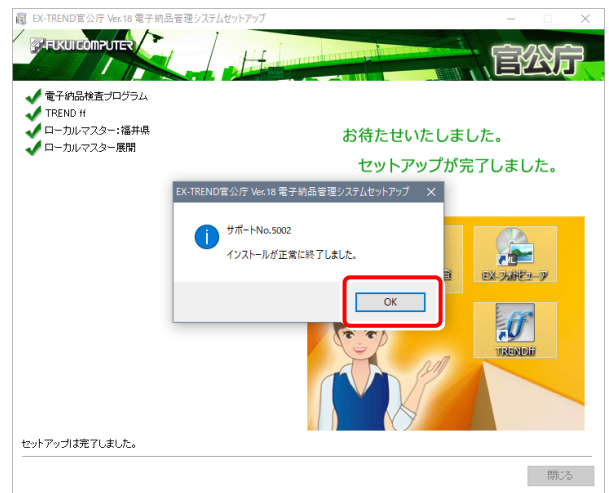 EX-TREND官公庁 Ver.18 電子納品管理システムセットアップ
FUKUI COMPUTER
官公庁
電子納品検査プログラム
TREND ff
ローカルマスター:福井県
ローカルマスター展開
お待たせいたしました。
セットアップが完了しました。
EX-TREND官公庁 Ver.18 電子納品管理システムセットアップ
サポートNo.5002
インストールが正常に終了しました。
OK
EX-フォトビューア
TRENDff
セットアップは完了しました。
閉じる